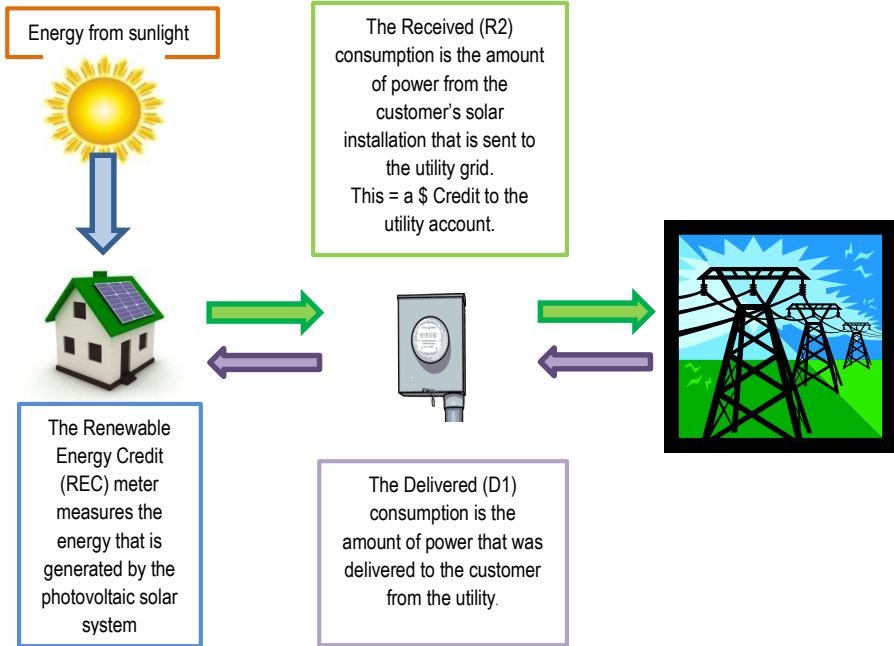 Energy from sunlight
The Received (R2)
consumption is the amount
of power from the
customer’s solar
installation that is sent to
the utility grid.
This = a $ Credit to the
utility account.
The Renewable
Energy Credit
(REC) meter
measures the
energy that is
generated by the
photovoltaic solar
system
The Delivered (D1)
consumption is the
amount of power that was
delivered to the customer
from the utility.